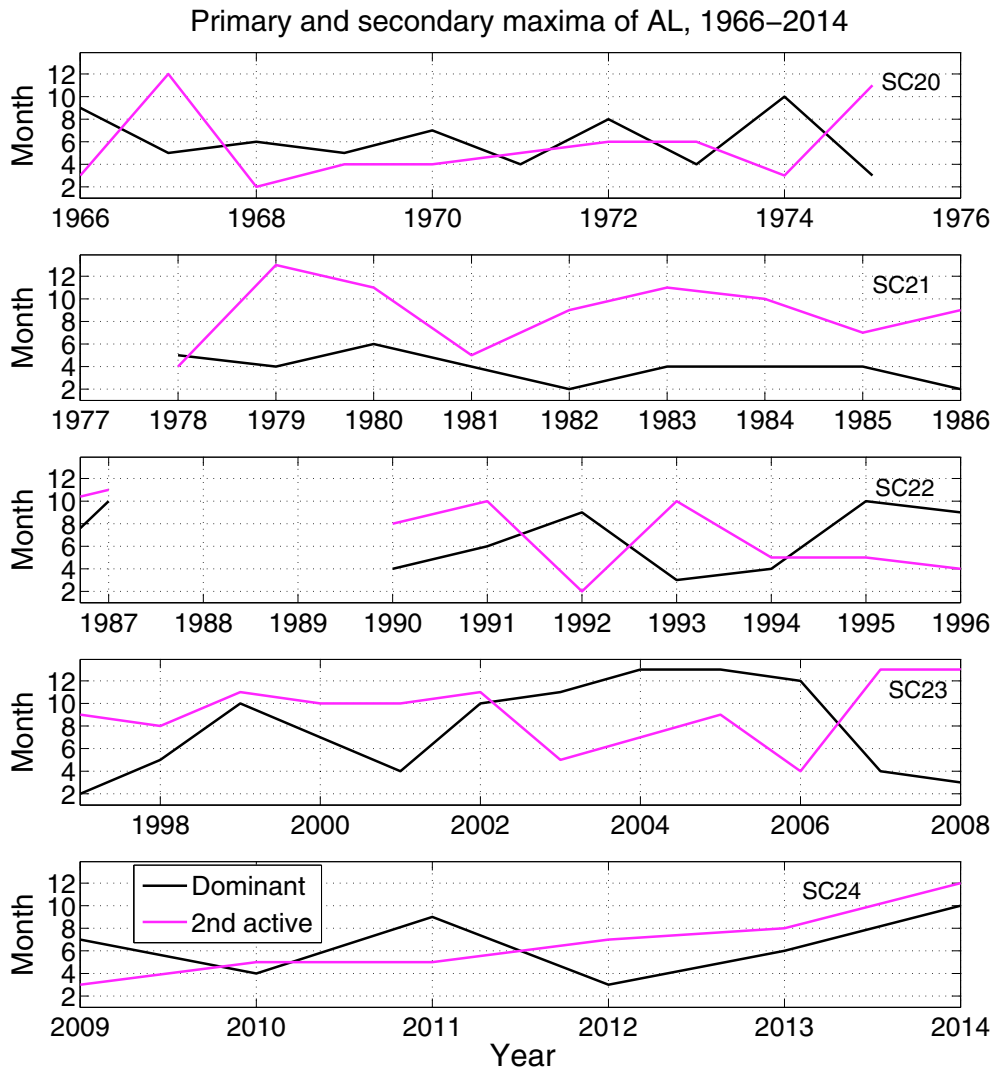 Primary and secondary maxima of AL, 1966−2014
12
10
8
6
4
2
Month
SC20
1966 1968 1970 1972 1974 1976
12
10
8
6
4
2
Month
SC21
1977 1978 1979 1980 1981 1982 1983 1984 1985 1986
12
10
8
6
4
2
Month
SC22
1987 1988 1989 1990 1991 1992 1993 1994 1995 1996
12
10
8
6
4
2
Month
SC23
1998 2000 2002 2004 2006 2008
12
10
8
6
4
2
Month
Dominant
2nd active
SC24
2009 2010 2011 2012 2013 2014
Year